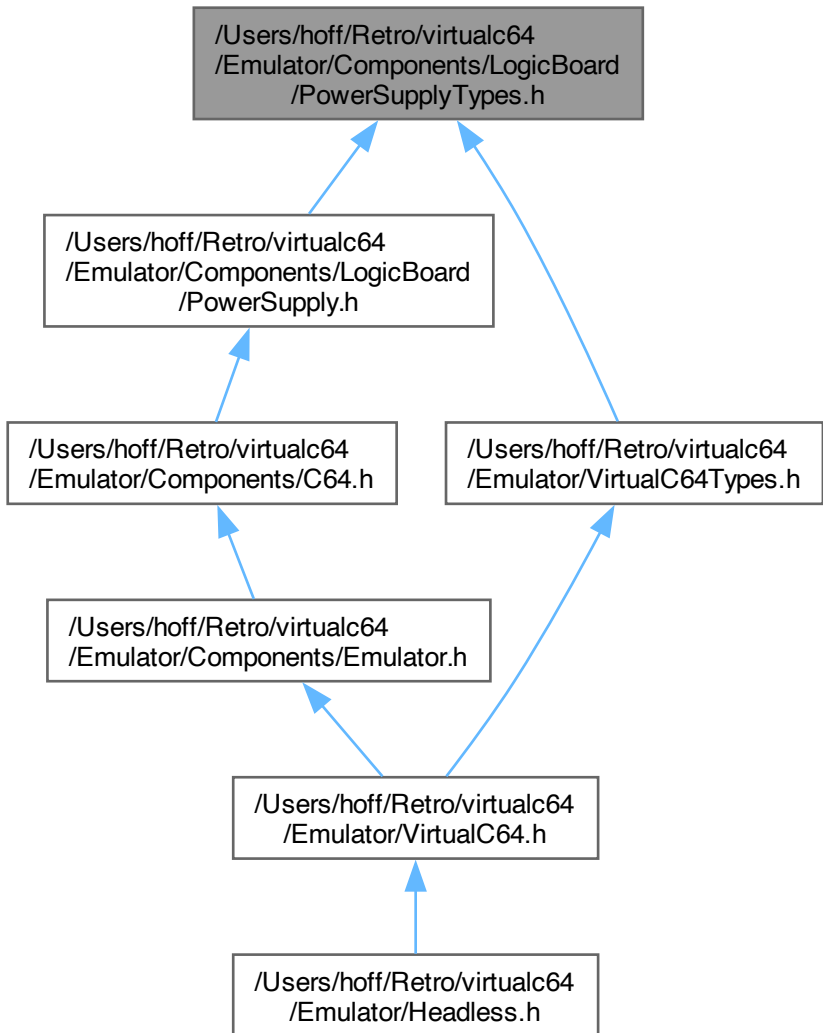 /Users/hoff/Retro/virtualc64
/Emulator/Components/LogicBoard
/PowerSupplyTypes.h
/Users/hoff/Retro/virtualc64
/Emulator/Components/LogicBoard
/PowerSupply.h
/Users/hoff/Retro/virtualc64
/Emulator/Components/C64.h
/Users/hoff/Retro/virtualc64
/Emulator/VirtualC64Types.h
/Users/hoff/Retro/virtualc64
/Emulator/Components/Emulator.h
/Users/hoff/Retro/virtualc64
/Emulator/VirtualC64.h
/Users/hoff/Retro/virtualc64
/Emulator/Headless.h